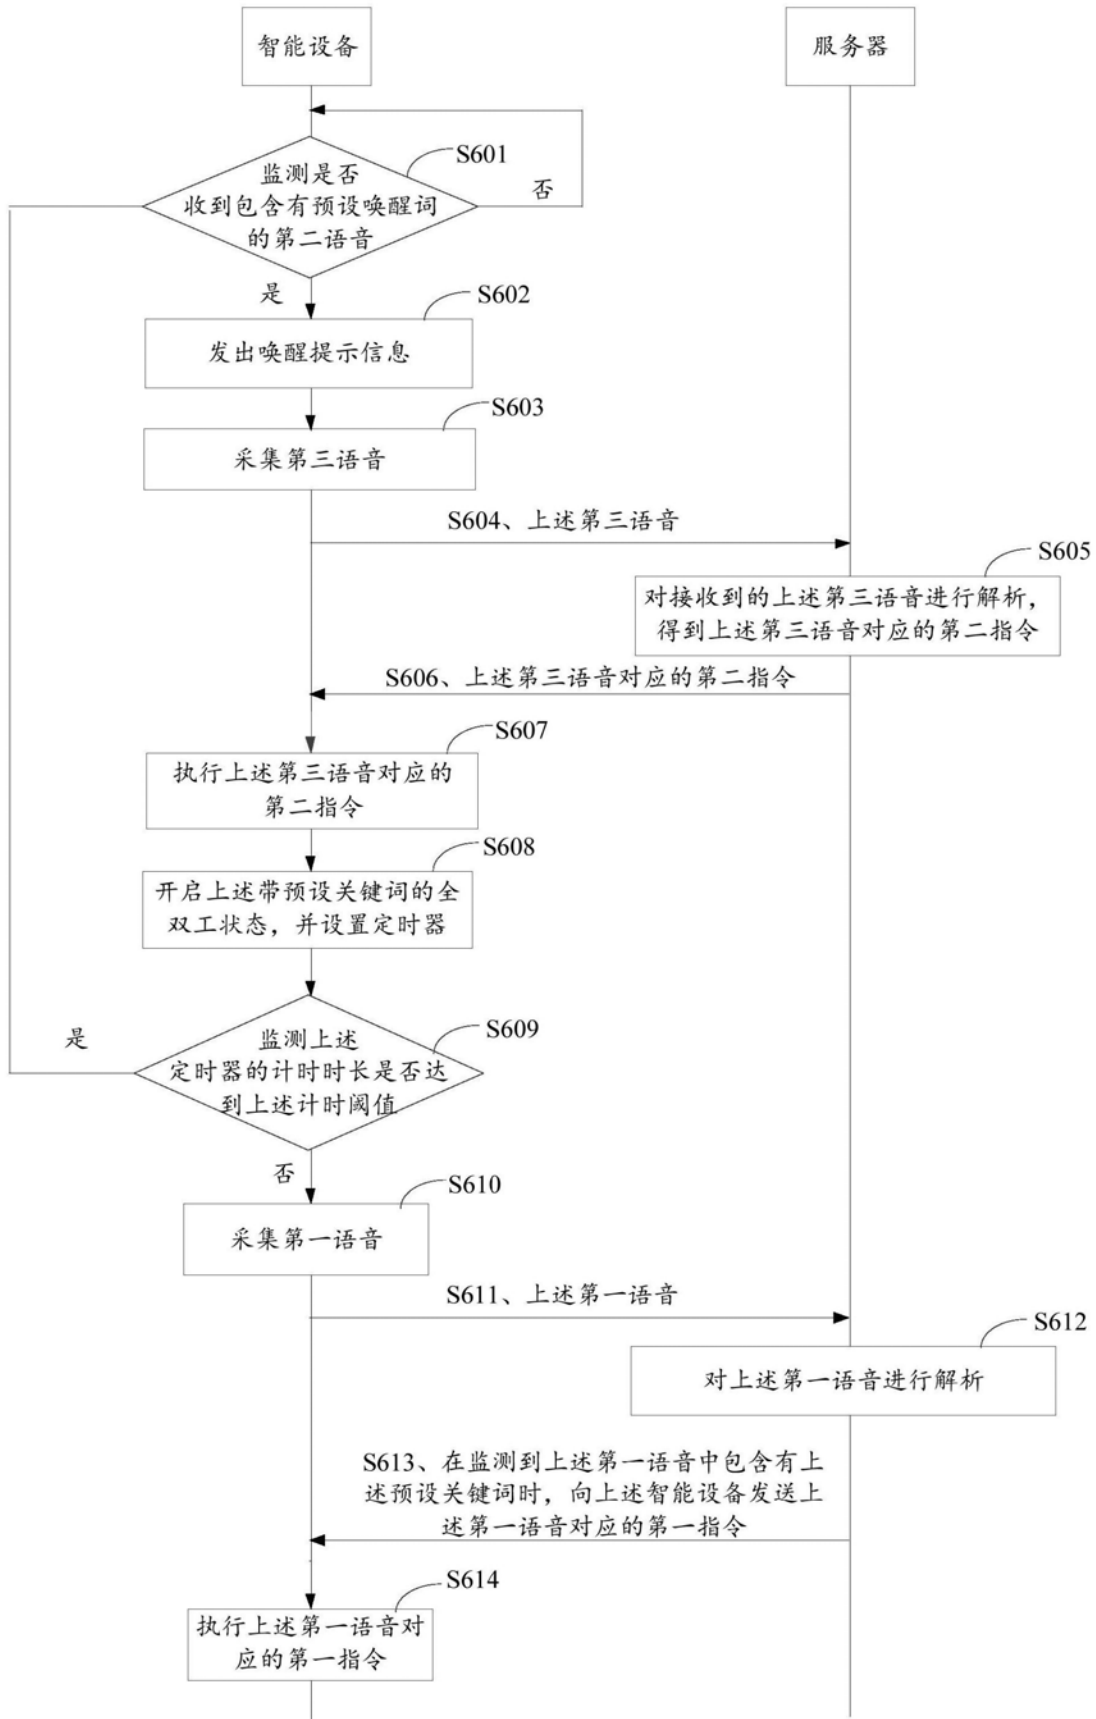 智能设备
服务器
S601
监测是否
收到包含有预设唤醒词
的第二语音
否
是
S602
发出唤醒提示信息
S603
采集第三语音
S604、上述第三语音
S605
对接收到的上述第三语音进行解析，
得到上述第三语音对应的第二指令
S606、上述第三语音对应的第二指令
S607
执行上述第三语音对应的
第二指令
S608
开启上述带预设关键词的全
双工状态，并设置定时器
S609
监测上述
定时器的计时时长是否达
到上述计时阈值
是
否
S610
采集第一语音
S611、上述第一语音
S612
对上述第一语音进行解析
S613、在监测到上述第一语音中包含有上
述预设关键词时，向上述智能设备发送上
述第一语音对应的第一指令
S614
执行上述第一语音对
应的第一指令